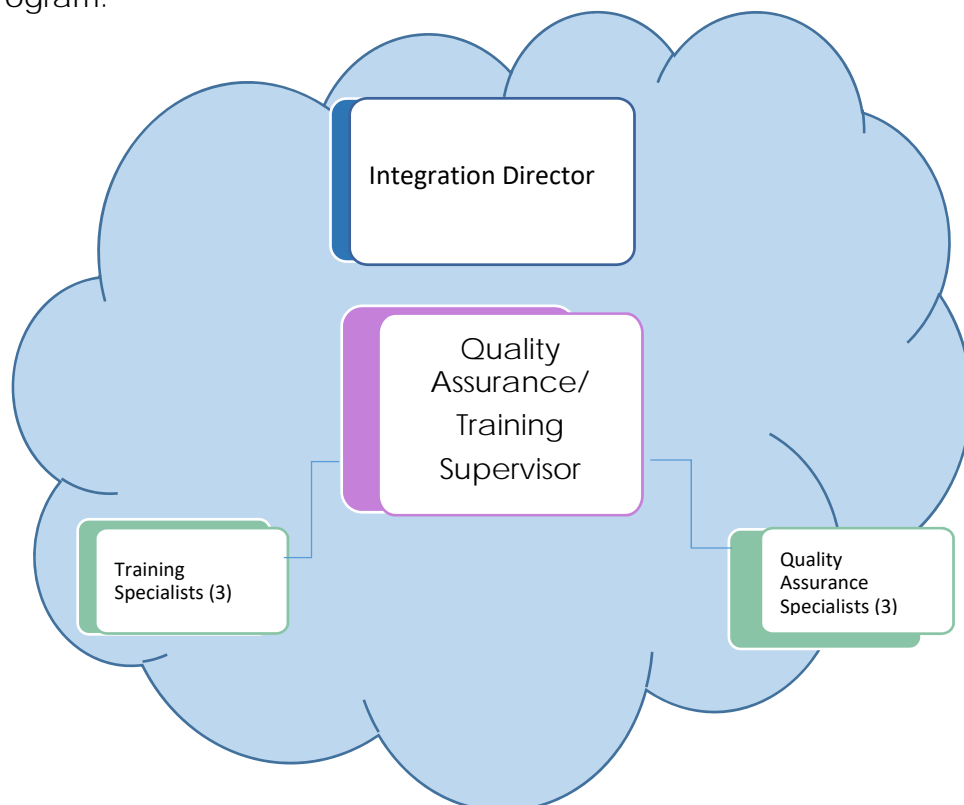 ogram.
Integration Director
Quality
Assurance/
Training
Supervisor
Training
Specialists (3)
Quality
Assurance
Specialists (3)